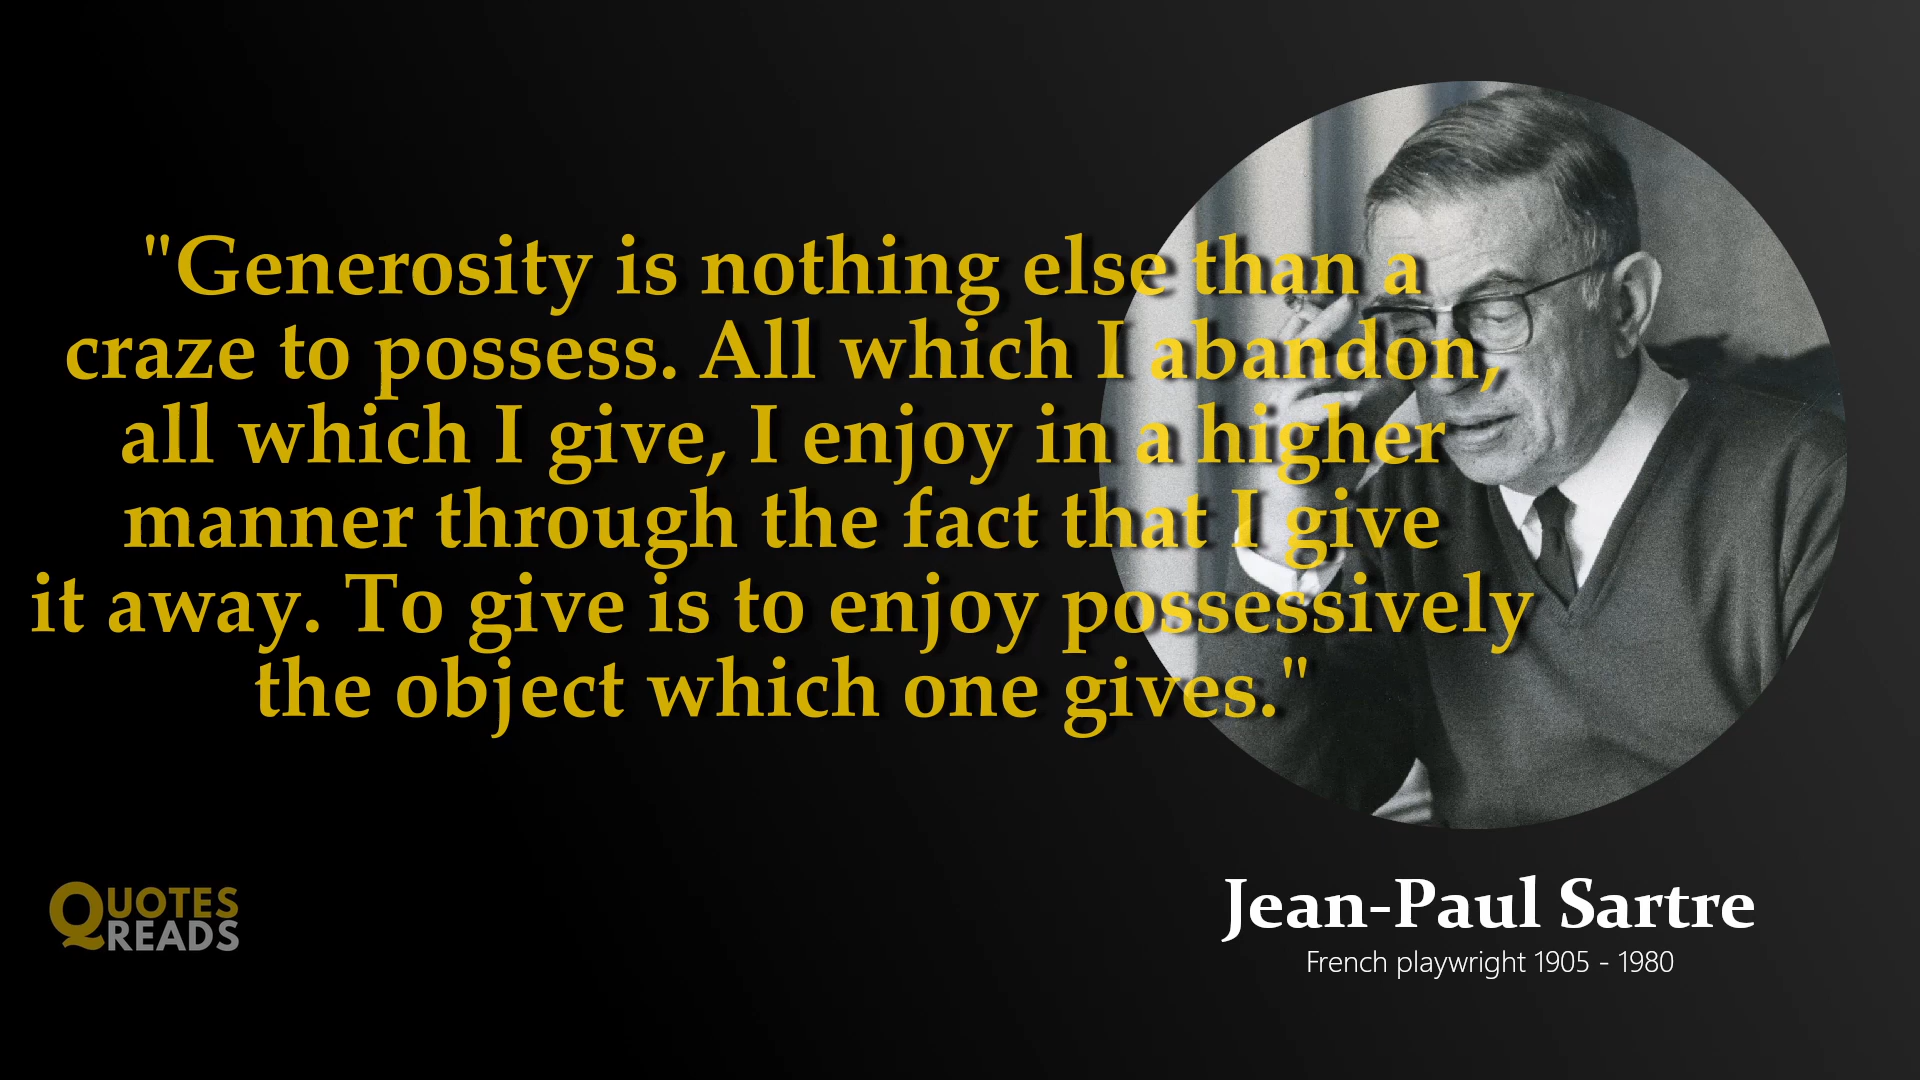 "Generosity is nothing else than a
craze to possess. All which I abandon,
all which I give, I enjoy in a higher
manner through the fact that I give
it away. To give is to enjoy possessively
the object which one gives."
Jean-Paul Sartre
French playwright 1905 - 1980
QUOTES
READS